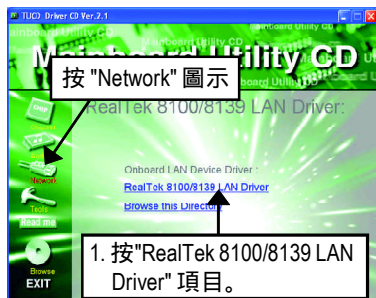 TUCD Driver CD Ver.2.1
Mainboard Utility CD
按 "Network" 圖示
RealTek 8100/8139 LAN Driver:
Network
Tools
Read me
Browse
EXIT
Onboard LAN Device Driver :
RealTek 8100/8139 LAN Driver
Browse this Directory
1. 按"RealTek 8100/8139 LAN
Driver" 項目。